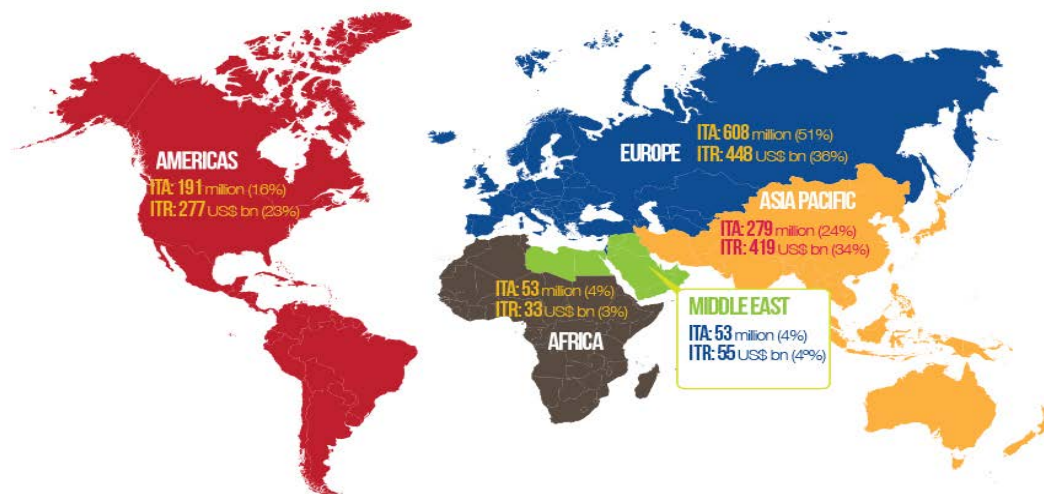 AMERICAS
ITA: 191 million (16%)
ITR: 277 US$ bn (23%)
EUROPE
ITA: 608 million (51%)
ITR: 448 US$ bn (36%)
ASIA PACIFIC
ITA: 279 million (24%)
ITR: 419 US$ bn (34%)
ITA: 53 million (4%)
ITR: 33 US$ bn (3%)
AFRICA
MIDDLE EAST
ITA: 53 million (4%)
ITR: 55 US$ bn (4º%)